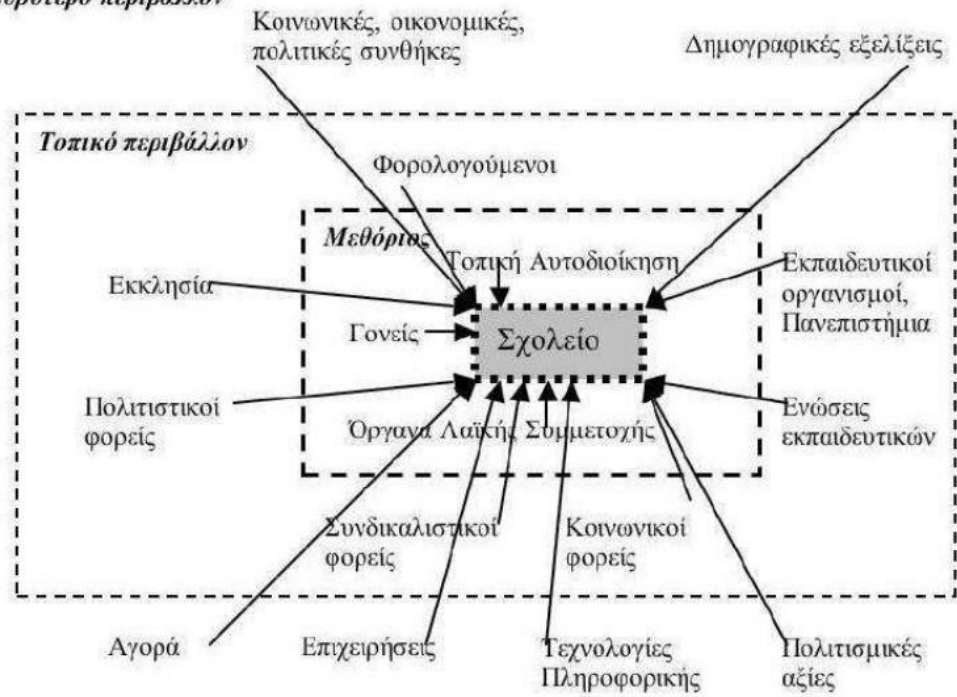 περιβάλλον
Κοινωνικές, οικονομικές,
πολιτικές συνθήκες
Δημογραφικές εξελίξεις
Τοπικό περιβάλλον
Φορολογούμενοι
Μεθόριος
Τοπική Αυτοδιοίκηση
Εκκλησία
Εκπαιδευτικοί
οργανισμοί,
Πανεπιστήμια
Γονείς
Σχολείο
Πολιτιστικοί
φορείς
Όργανα Λαϊκής Συμμετοχής
Ενώσεις
εκπαιδευτικών
Συνδικαλιστικοί
φορείς
Κοινωνικοί
φορείς
Αγορά
Επιχειρήσεις
Τεχνολογίες
Πληροφορικής
Πολιτισμικές
αξίες